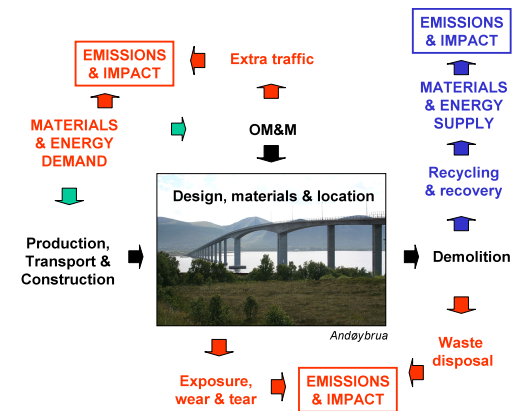 EMISSIONS
& IMPACT
Extra traffic
EMISSIONS
& IMPACT
MATERIALS
& ENERGY
DEMAND
OM&M
MATERIALS
& ENERGY
SUPPLY
Design, materials & location
Recycling
& recovery
Production,
Transport &
Construction
Demolition
Andøybrua
Waste
disposal
Exposure,
wear & tear
EMISSIONS
& IMPACT